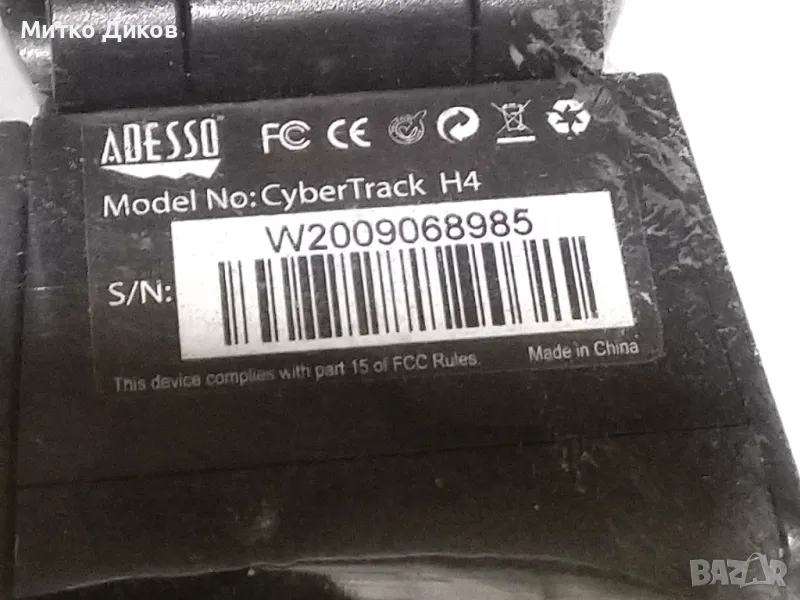 Митко Диков
ADESSO FC CE
Model No: CyberTrack H4
W2009068985
S/N:
This device complies with part 15 of FCC Rules. Made in China
BAZAR